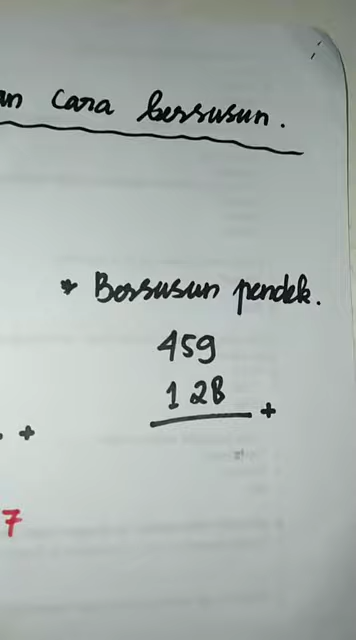 an cara bersusun.
* Bersusun pendek.
459
128
+
. +
7